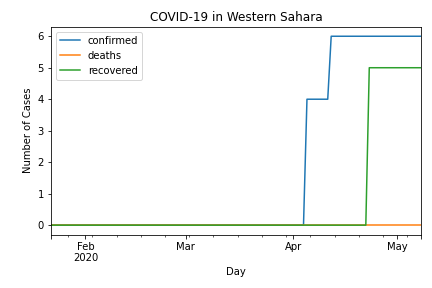 COVID-19 in Western Sahara
confirmed
deaths
recovered
6
5
4
3
2
1
0
Number of Cases
Feb
2020
Mar
Apr
May
Day